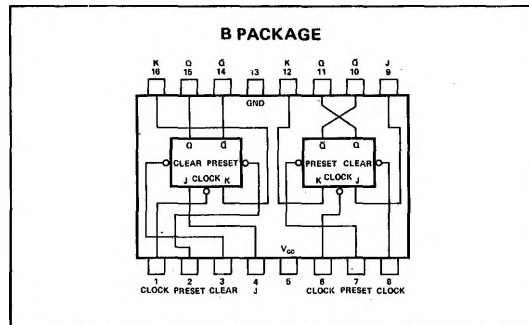 B PACKAGE
K Q Q̅ K Q Q̅ J
16 15 14 13 12 11 10 9
GND
Q Q̅ Q̅ Q
CLEAR PRESET PRESET CLEAR
J CLOCK K K CLOCK J
V_CC
1 2 3 4 5 6 7 8
CLOCK PRESET CLEAR J CLOCK PRESET CLOCK